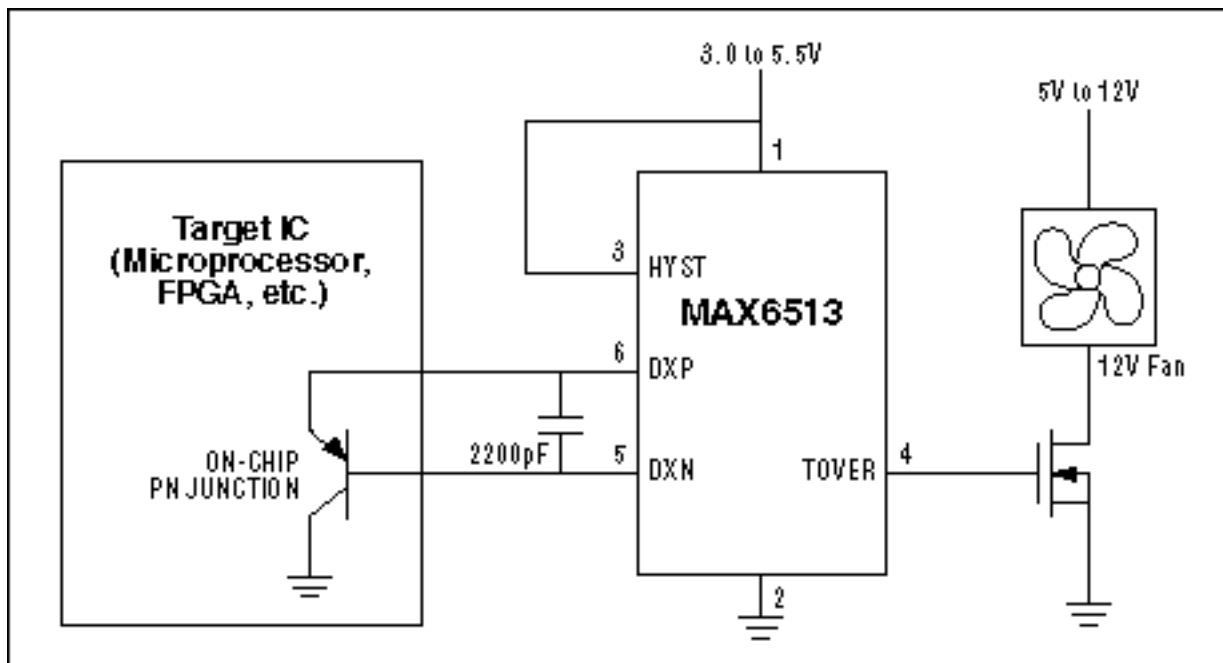 3.0 to 5.5V
5V to 12V
1
Target IC
(Microprocessor,
FPGA, etc.)
3
HYST
MAX6513
6
DXP
12V Fan
ON-CHIP
PN JUNCTION
2200pF
5
DXN
TOVER
4
2